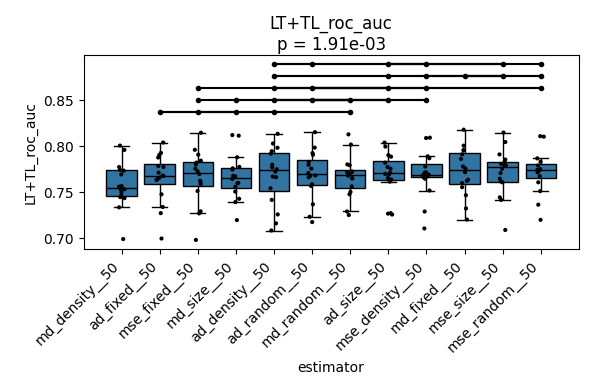 LT+TL_roc_auc
p = 1.91e-03
LT+TL_roc_auc
0.85
0.80
0.75
0.70
md_density__50
ad_fixed__50
mse_fixed__50
md_size__50
ad_density__50
ad_random__50
md_random__50
ad_size__50
mse_density__50
md_fixed__50
mse_size__50
mse_random__50
estimator